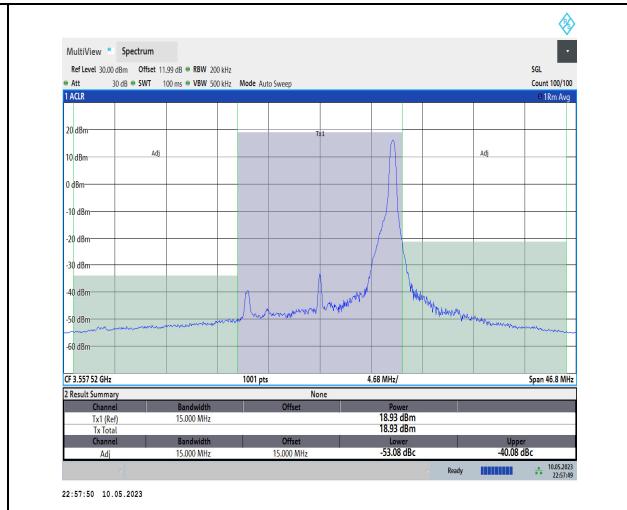 MultiView Spectrum
Ref Level 30.00 dBm Offset 11.99 dB RBW 200 kHz SGL
Att 30 dB SWT 100 ms VBW 500 kHz Mode Auto Sweep Count 100/100
1 ACLR 1Rm Avg
20 dBm
Tx1
10 dBm Adj Adj
0 dBm
-10 dBm
-20 dBm
-30 dBm
-40 dBm
-50 dBm
-60 dBm
CF 3.557 52 GHz 1001 pts 4.68 MHz/ Span 46.8 MHz
2 Result Summary None
Channel Bandwidth Offset Power
Tx1 (Ref) 15.000 MHz 18.93 dBm
Tx Total 18.93 dBm
Channel Bandwidth Offset Lower Upper
Adj 15.000 MHz 15.000 MHz -53.08 dBc -40.08 dBc
Ready 10.05.2023
22:57:49
22:57:50 10.05.2023